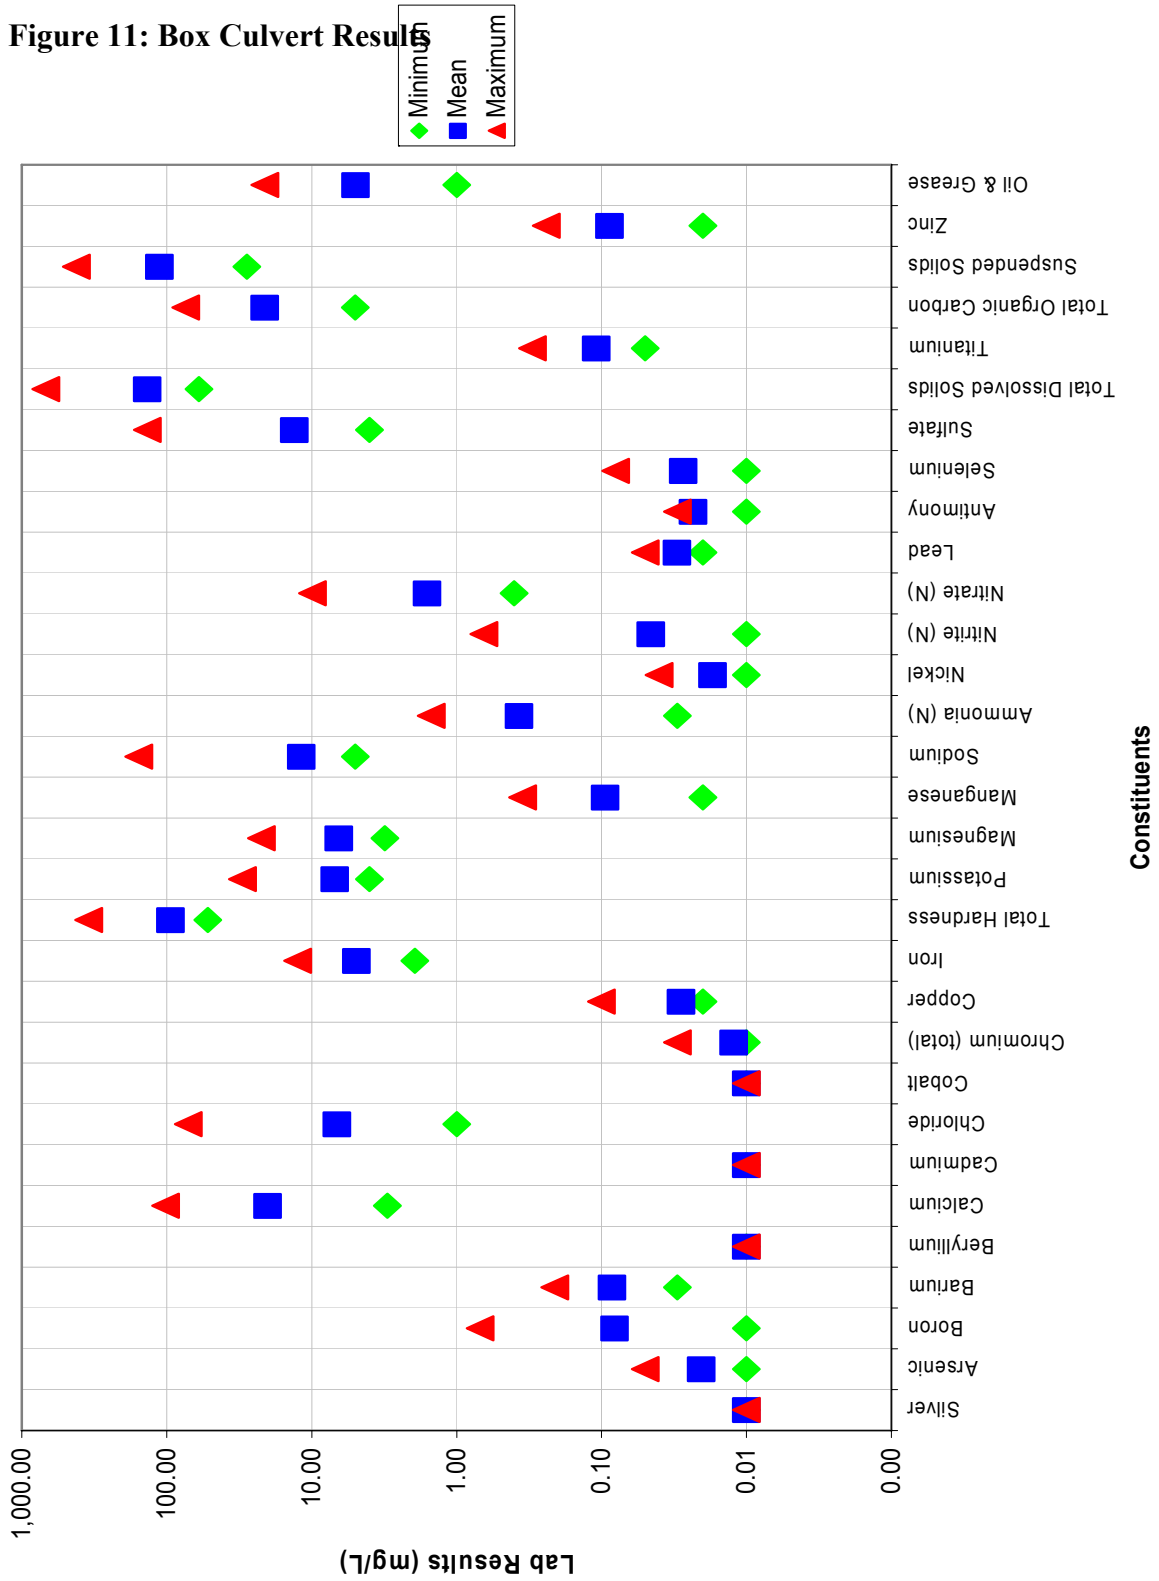 Figure 11: Box Culvert Results
Minimum
Mean
Maximum
Lab Results (mg/L)
1,000.00
100.00
10.00
1.00
0.10
0.01
0.00
Silver
Arsenic
Boron
Barium
Beryllium
Calcium
Cadmium
Chloride
Cobalt
Chromium (total)
Copper
Iron
Total Hardness
Potassium
Magnesium
Manganese
Sodium
Ammonia (N)
Nickel
Nitrite (N)
Nitrate (N)
Lead
Antimony
Selenium
Sulfate
Total Dissolved Solids
Titanium
Total Organic Carbon
Suspended Solids
Zinc
Oil & Grease
Constituents